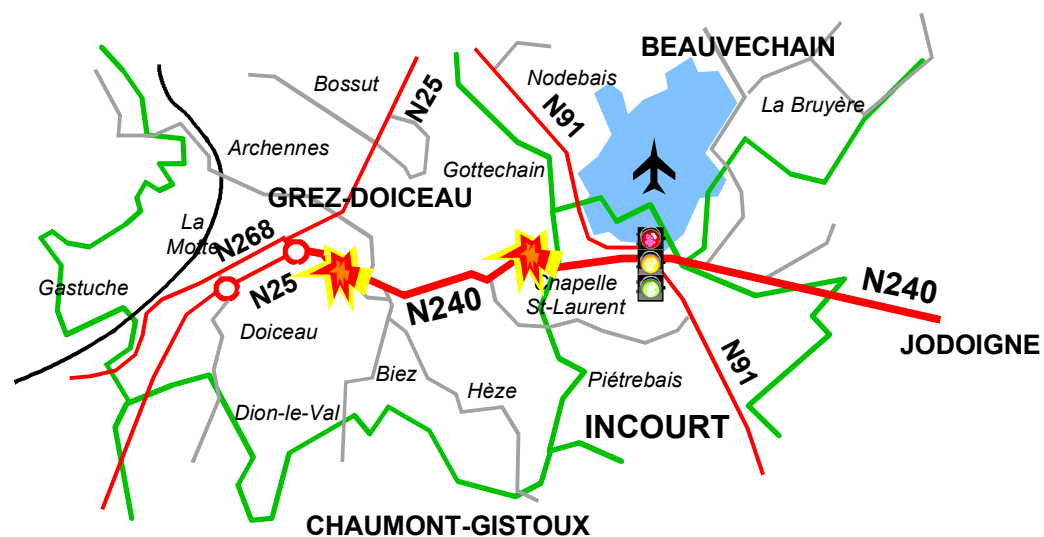 BEAUVECHAIN
Bossut
N25
Nodebais
N91
La Bruyère
Archennes
Gottechain
GREZ-DOICEAU
La
Motte
N268
Gastuche
N25
N240
Chapelle
St-Laurent
N240
Doiceau
JODOIGNE
N91
Biez
Hèze
Piétrebais
Dion-le-Val
INCOURT
CHAUMONT-GISTOUX